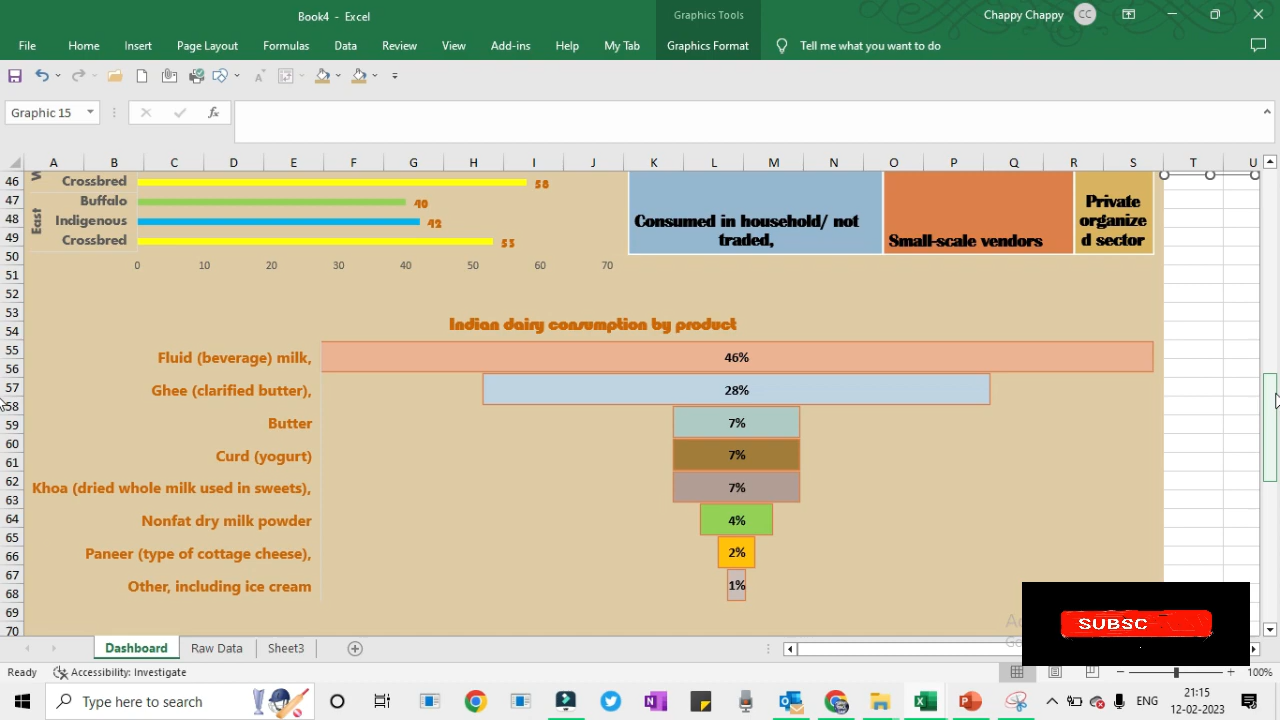 Book4 - Excel
Graphics Tools
Chappy Chappy
CC
File
Home
Insert
Page Layout
Formulas
Data
Review
View
Add-ins
Help
My Tab
Graphics Format
Tell me what you want to do
Graphic 15
fx
A B C D E F G H I J K L M N O P Q R S T U
46
47
48
49
50
51
52
53
54
55
56
57
58
59
60
61
62
63
64
65
66
67
68
69
70
Crossbred 58
Buffalo 40
East
Indigenous 42
Crossbred 53
0 10 20 30 40 50 60 70
Consumed in household/ not
traded,
Small-scale vendors
Private
organize
d sector
Indian dairy consumption by product
Fluid (beverage) milk, 46%
Ghee (clarified butter), 28%
Butter 7%
Curd (yogurt) 7%
Khoa (dried whole milk used in sweets), 7%
Nonfat dry milk powder 4%
Paneer (type of cottage cheese), 2%
Other, including ice cream 1%
SUBSC
Dashboard
Raw Data
Sheet3
Ready
Accessibility: Investigate
100%
Type here to search
ENG
21:15
12-02-2023